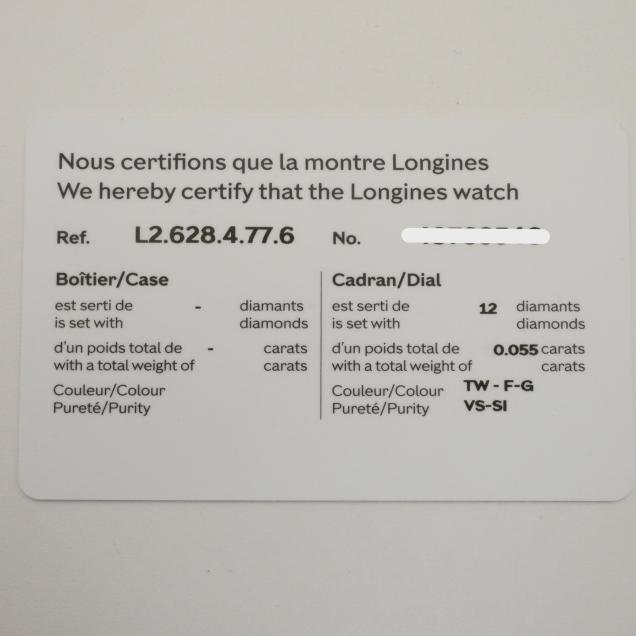 Nous certifions que la montre Longines
We hereby certify that the Longines watch
Ref. L2.628.4.77.6 No.
Boîtier/Case
est serti de - diamants
is set with diamonds
d'un poids total de - carats
with a total weight of carats
Couleur/Colour
Pureté/Purity
Cadran/Dial
est serti de 12 diamants
is set with diamonds
d'un poids total de 0.055 carats
with a total weight of carats
Couleur/Colour TW - F-G
Pureté/Purity VS-SI